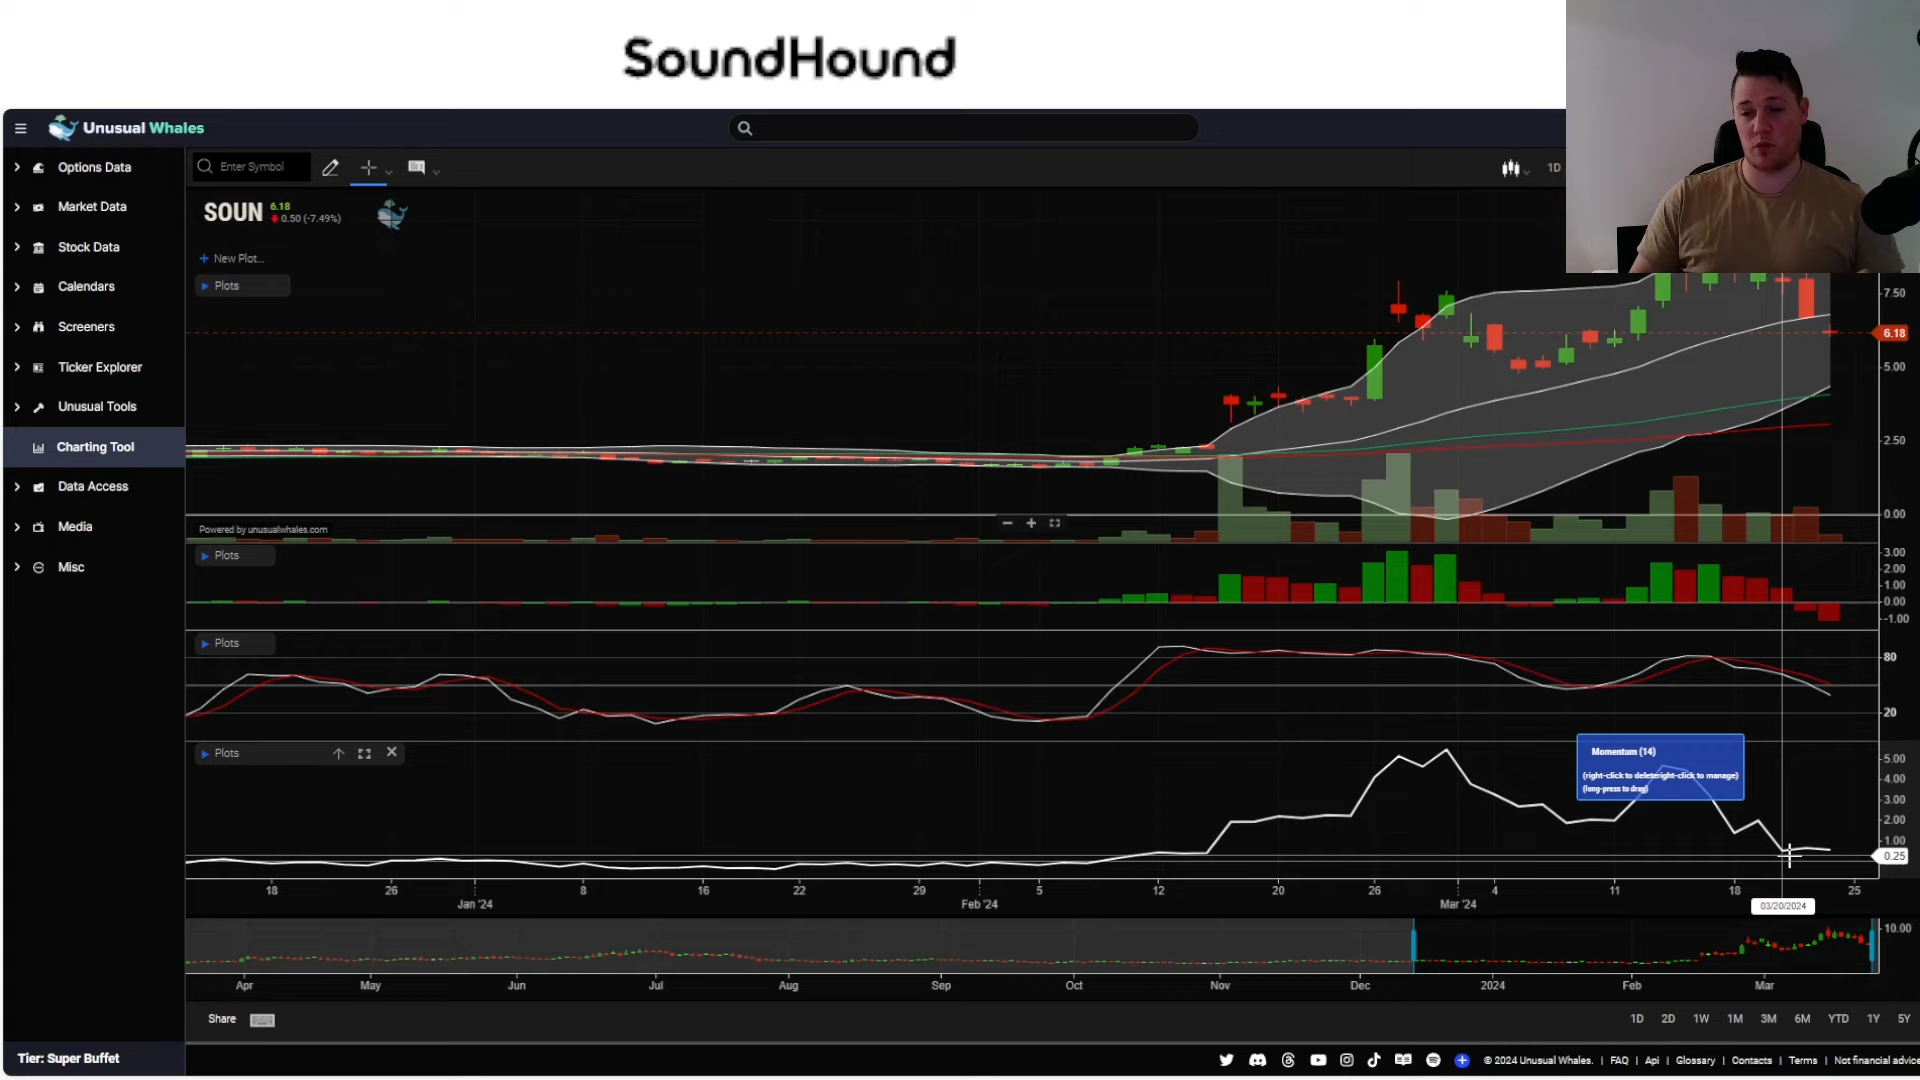 SoundHound
Unusual Whales
Options Data
Market Data
Stock Data
Calendars
Screeners
Ticker Explorer
Unusual Tools
Charting Tool
Data Access
Media
Misc
Tier: Super Buffet
Enter Symbol
1D
SOUN 6.18
0.50 (-7.49%)
+ New Plot...
Plots
7.50
6.18
5.00
2.50
0.00
Powered by unusualwhales.com
Plots
3.00
2.00
1.00
0.00
-1.00
Plots
80
20
Plots
Momentum (14)
(right-click to deleteright-click to manage)
(long-press to drag)
5.00
4.00
3.00
2.00
1.00
0.25
18 26 8 16 22 29 5 12 20 26 4 11 18 25
Jan '24 Feb '24 Mar '24
03/20/2024
10.00
Apr May Jun Jul Aug Sep Oct Nov Dec 2024 Feb Mar
Share 1D 2D 1W 1M 3M 6M YTD 1Y 5Y
© 2024 Unusual Whales. | FAQ | Api | Glossary | Contacts | Terms | Not financial advice